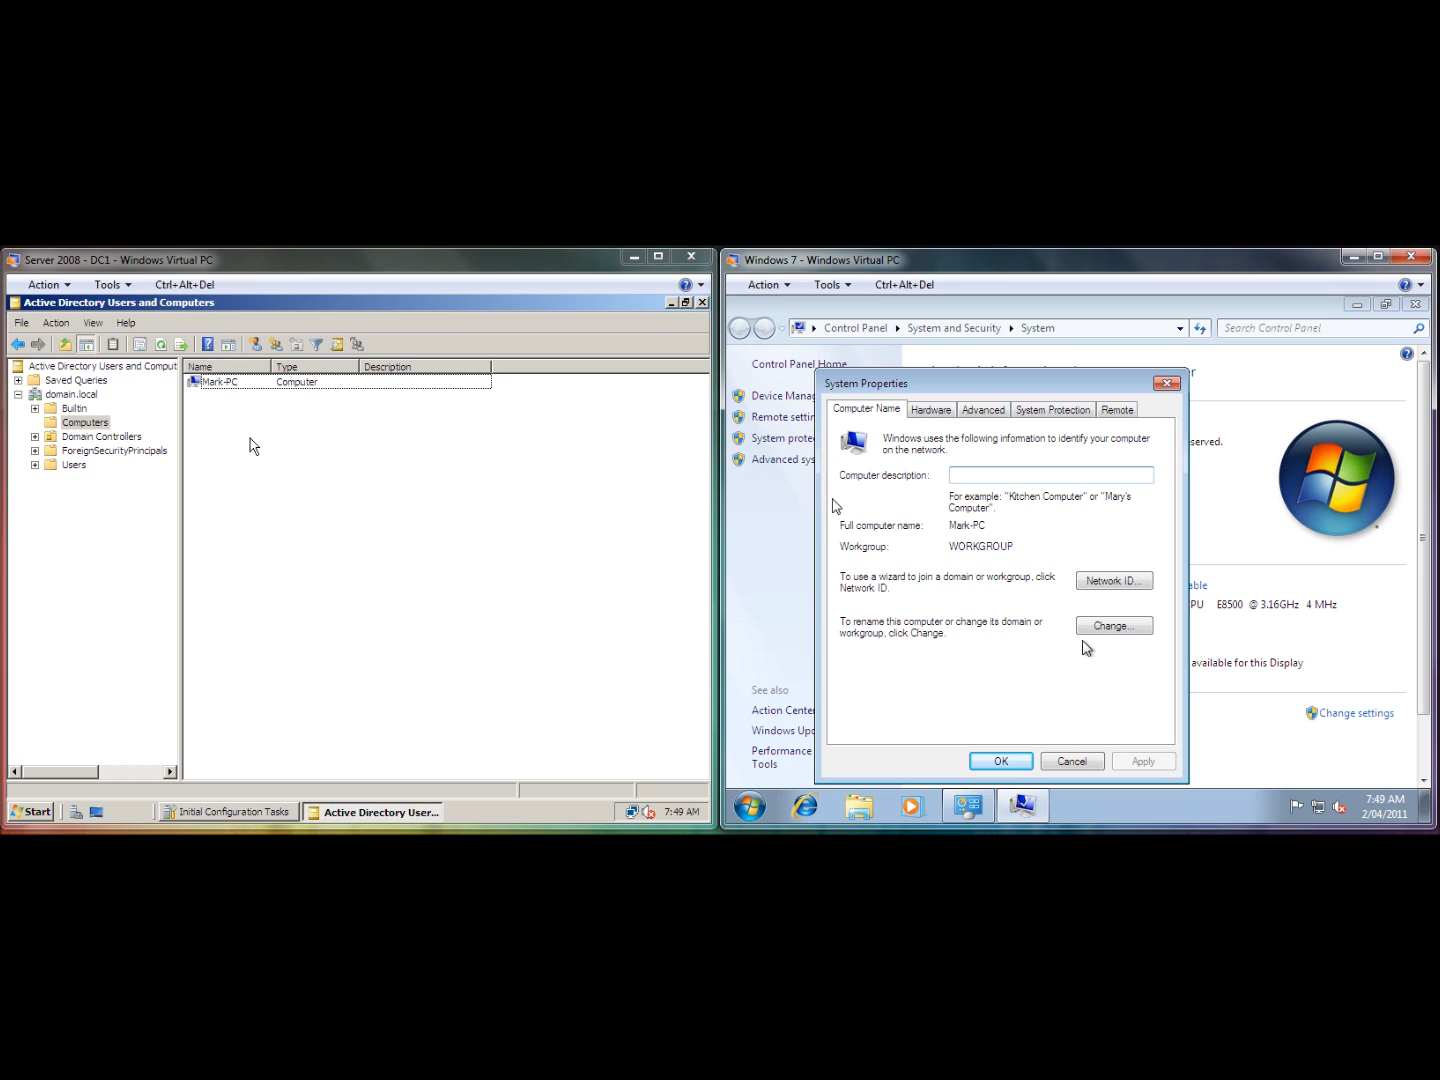 Server 2008 - DC1 - Windows Virtual PC
Action Tools Ctrl+Alt+Del
Active Directory Users and Computers
File Action View Help
Active Directory Users and Comput
Saved Queries
domain.local
Builtin
Computers
Domain Controllers
ForeignSecurityPrincipals
Users
Name Type Description
Mark-PC Computer
Start
Initial Configuration Tasks
Active Directory User...
7:49 AM
Windows 7 - Windows Virtual PC
Action Tools Ctrl+Alt+Del
Control Panel System and Security System
Search Control Panel
Control Panel Home
Device Manag
Remote settin
System protec
Advanced sys
See also
Action Center
Windows Upd
Performance
Tools
System Properties
Computer Name Hardware Advanced System Protection Remote
Windows uses the following information to identify your computer
on the network.
Computer description:
For example: "Kitchen Computer" or "Mary's
Computer".
Full computer name: Mark-PC
Workgroup: WORKGROUP
To use a wizard to join a domain or workgroup, click
Network ID.
Network ID...
To rename this computer or change its domain or
workgroup, click Change.
Change...
OK Cancel Apply
served.
able
PU E8500 @ 3.16GHz 4 MHz
available for this Display
Change settings
7:49 AM
2/04/2011